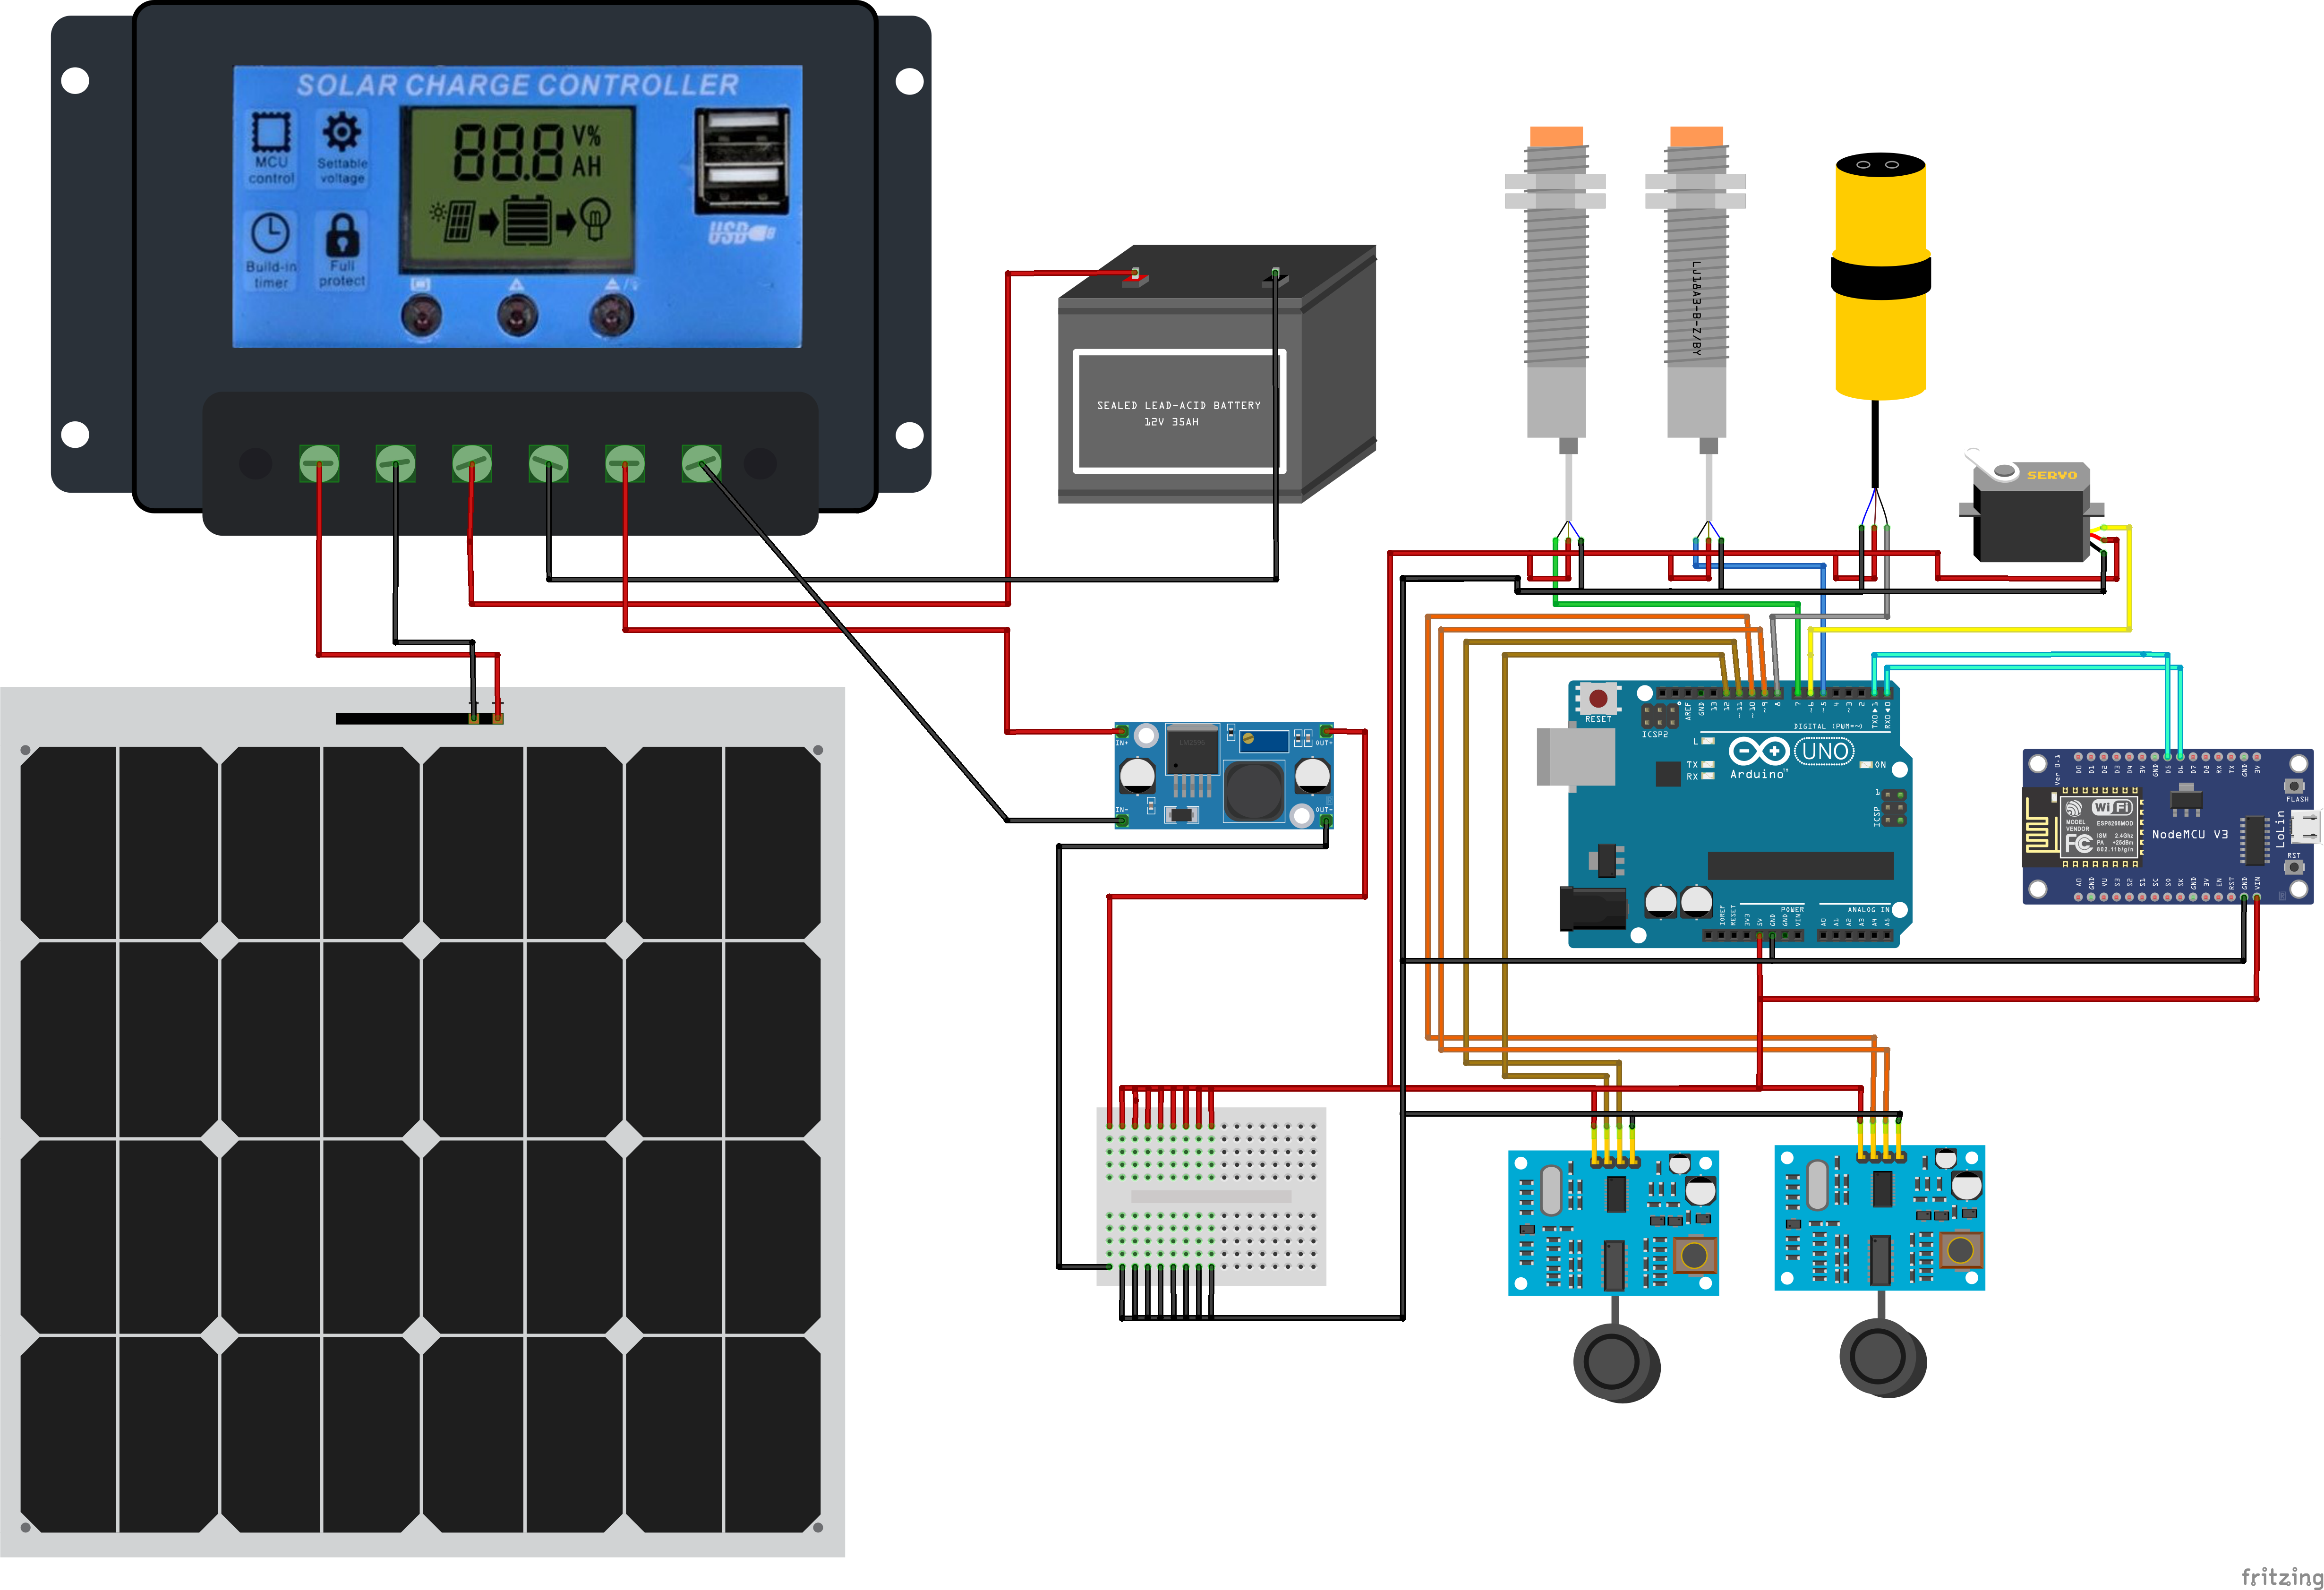 SOLAR CHARGE CONTROLLER
MCU
control
Settable
voltage
88.8 V%
AH
Build-in
timer
Full
protect
USB
SEALED LEAD-ACID BATTERY
12V 35AH
LJ18A3-B-Z/BY
SERVO
IN+
IN-
OUT+
OUT-
LM2596
RESET
ICSP2
AREF
GND
13
12
~11
~10
~9
8
7
~6
~5
4
~3
2
TX0▶1
RX0◀0
DIGITAL (PWM=~)
L
TX
RX
Arduino™
UNO
ON
1
ICSP
IOREF
RESET
3V3
5V
GND
GND
VIN
POWER
ANALOG IN
A0
A1
A2
A3
A4
A5
Ver 0.1
D0
D1
D2
D3
D4
3V
GND
D5
D6
D7
D8
RX
TX
GND
3V
FLASH
WiFi
MODEL
VENDOR
ESP8266MOD
ISM 2.4GHz
PA +25dBm
802.11b/g/n
FC
NodeMCU V3
LoLin
RST
A0
GND
VU
S3
S2
S1
SC
S0
SK
GND
3V
EN
RST
GND
VIN
fritzing